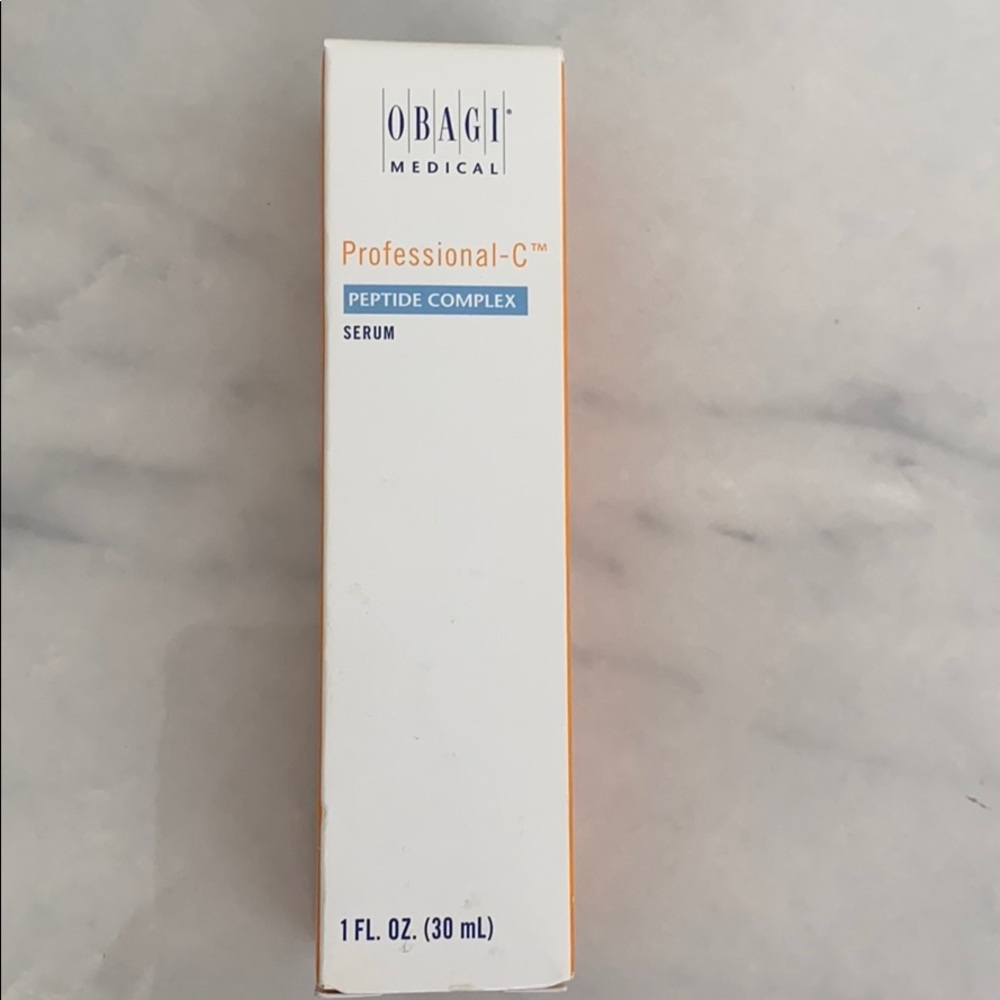 OBAGI®
MEDICAL
Professional-C™
PEPTIDE COMPLEX
SERUM
1 FL. OZ. (30 mL)